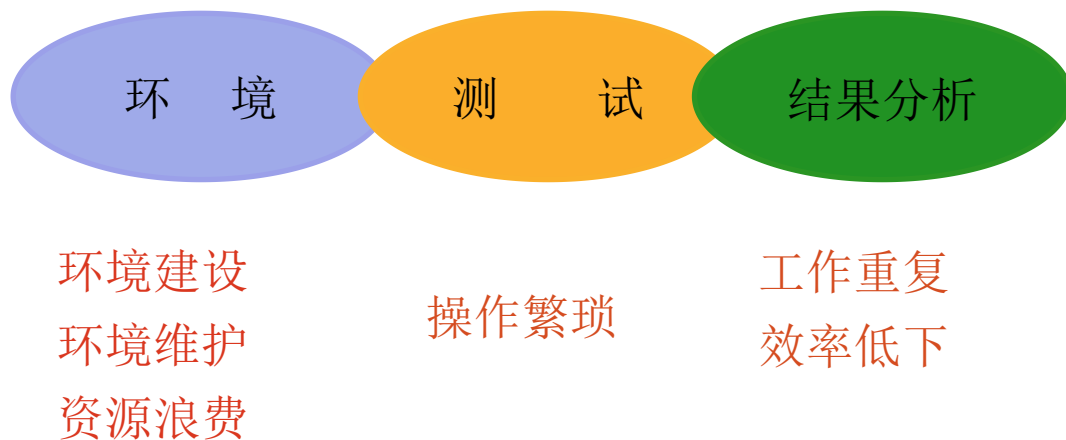 环 境
测 试
结果分析
环境建设
环境维护
资源浪费
操作繁琐
工作重复
效率低下